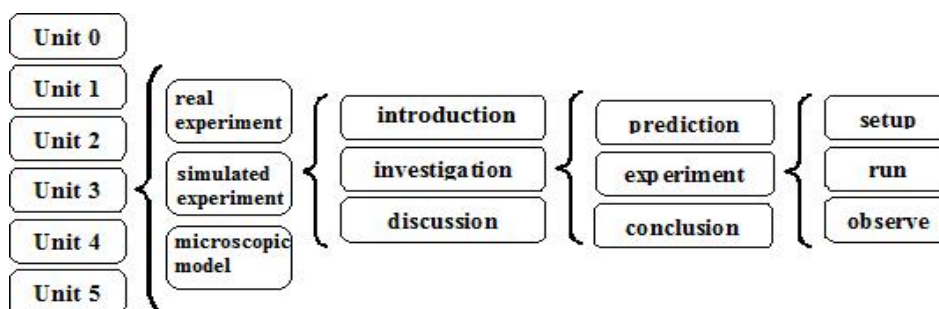 Unit 0
Unit 1
Unit 2
Unit 3
Unit 4
Unit 5
real
experiment
simulated
experiment
microscopic
model
introduction
investigation
discussion
prediction
experiment
conclusion
setup
run
observe